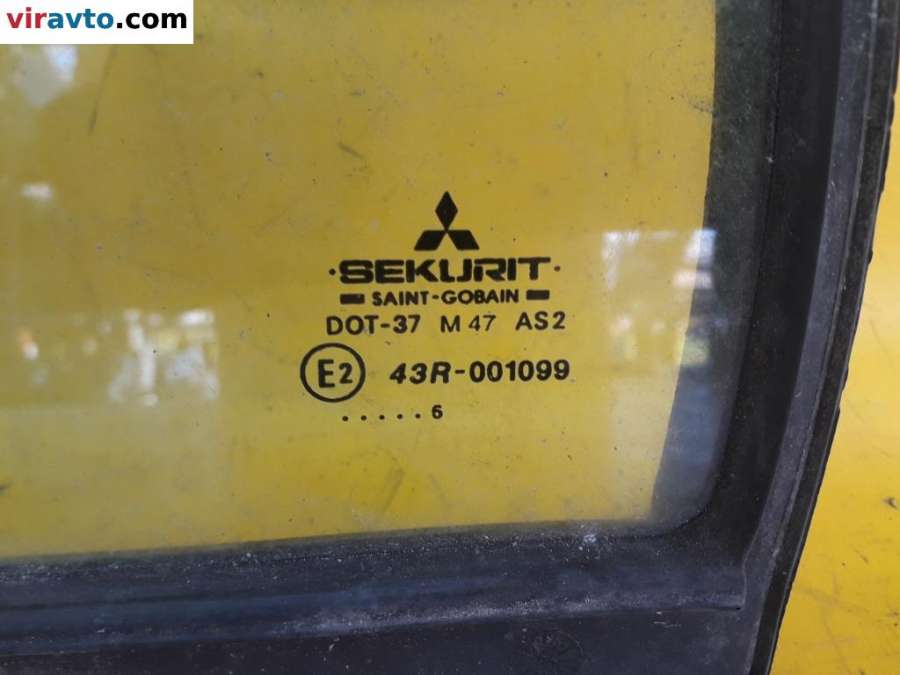 viravto.com
·SEKURIT·
SAINT-GOBAIN
DOT-37 M47 AS2
E2 43R-001099
.....6